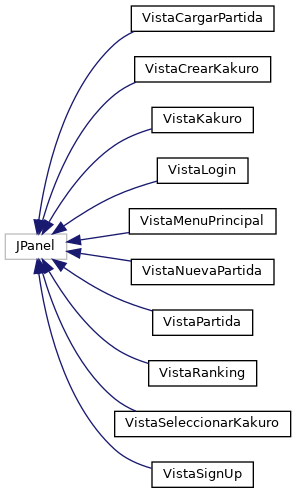 VistaCargarPartida
VistaCrearKakuro
VistaKakuro
VistaLogin
VistaMenuPrincipal
JPanel
VistaNuevaPartida
VistaPartida
VistaRanking
VistaSeleccionarKakuro
VistaSignUp